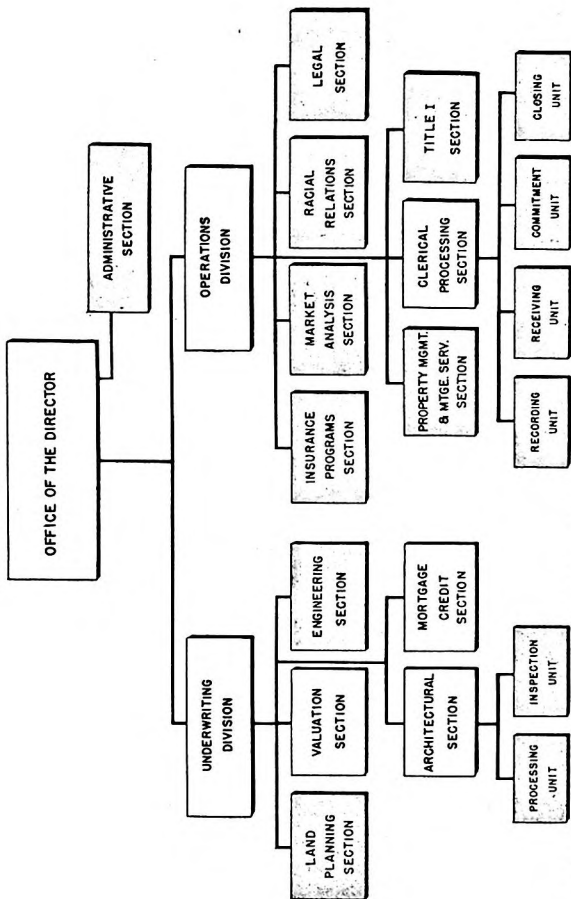 OFFICE OF THE DIRECTOR
ADMINISTRATIVE
SECTION
UNDERWRITING
DIVISION
OPERATIONS
DIVISION
LAND
PLANNING
SECTION
VALUATION
SECTION
ENGINEERING
SECTION
INSURANCE
PROGRAMS
SECTION
MARKET
ANALYSIS
SECTION
RACIAL
RELATIONS
SECTION
LEGAL
SECTION
ARCHITECTURAL
SECTION
MORTGAGE
CREDIT
SECTION
PROPERTY MGMT.
& MTGE. SERV.
SECTION
CLERICAL
PROCESSING
SECTION
TITLE I
SECTION
PROCESSING
UNIT
INSPECTION
UNIT
RECORDING
UNIT
RECEIVING
UNIT
COMMITMENT
UNIT
CLOSING
UNIT